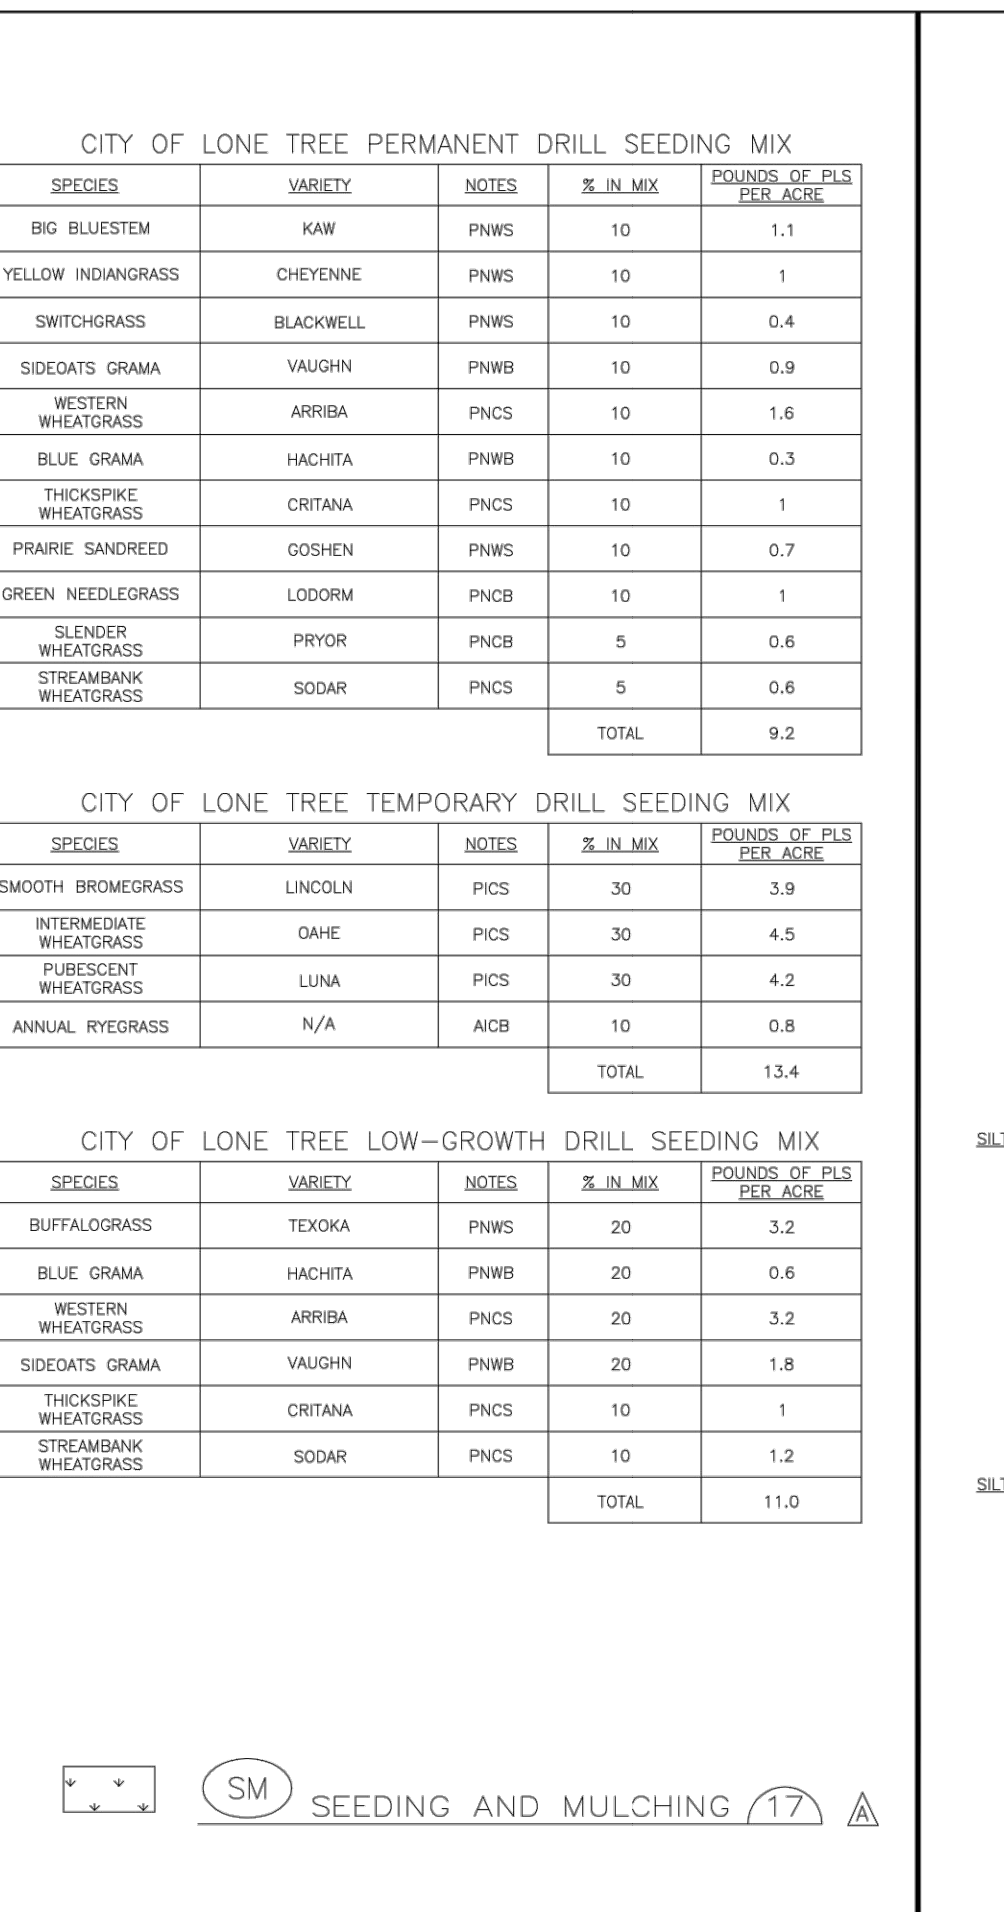 CITY OF LONE TREE PERMANENT DRILL SEEDING MIX
SPECIES VARIETY NOTES % IN MIX POUNDS OF PLS PER ACRE
BIG BLUESTEM KAW PNWS 10 1.1
YELLOW INDIANGRASS CHEYENNE PNWS 10 1
SWITCHGRASS BLACKWELL PNWS 10 0.4
SIDEOATS GRAMA VAUGHN PNWB 10 0.9
WESTERN WHEATGRASS ARRIBA PNCS 10 1.6
BLUE GRAMA HACHITA PNWB 10 0.3
THICKSPIKE WHEATGRASS CRITANA PNCS 10 1
PRAIRIE SANDREED GOSHEN PNWS 10 0.7
GREEN NEEDLEGRASS LODORM PNCB 10 1
SLENDER WHEATGRASS PRYOR PNCB 5 0.6
STREAMBANK WHEATGRASS SODAR PNCS 5 0.6
TOTAL 9.2
CITY OF LONE TREE TEMPORARY DRILL SEEDING MIX
SPECIES VARIETY NOTES % IN MIX POUNDS OF PLS PER ACRE
SMOOTH BROMEGRASS LINCOLN PICS 30 3.9
INTERMEDIATE WHEATGRASS OAHE PICS 30 4.5
PUBESCENT WHEATGRASS LUNA PICS 30 4.2
ANNUAL RYEGRASS N/A AICB 10 0.8
TOTAL 13.4
CITY OF LONE TREE LOW-GROWTH DRILL SEEDING MIX
SPECIES VARIETY NOTES % IN MIX POUNDS OF PLS PER ACRE
BUFFALOGRASS TEXOKA PNWS 20 3.2
BLUE GRAMA HACHITA PNWB 20 0.6
WESTERN WHEATGRASS ARRIBA PNCS 20 3.2
SIDEOATS GRAMA VAUGHN PNWB 20 1.8
THICKSPIKE WHEATGRASS CRITANA PNCS 10 1
STREAMBANK WHEATGRASS SODAR PNCS 10 1.2
TOTAL 11.0
SM SEEDING AND MULCHING 17 A